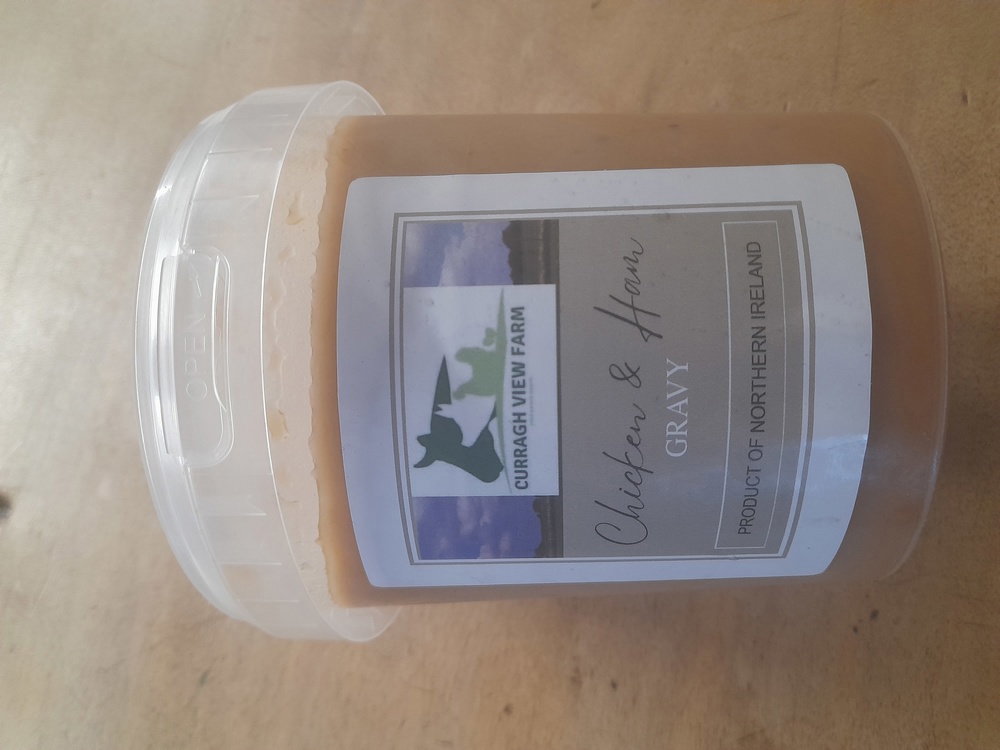 OPEN
CURRAGH VIEW FARM
Chicken & Ham
GRAVY
PRODUCT OF NORTHERN IRELAND